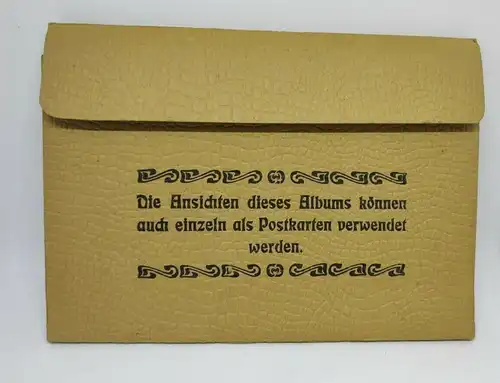 Die Ansichten dieses Albums können
auch einzeln als Postkarten verwendet
werden.